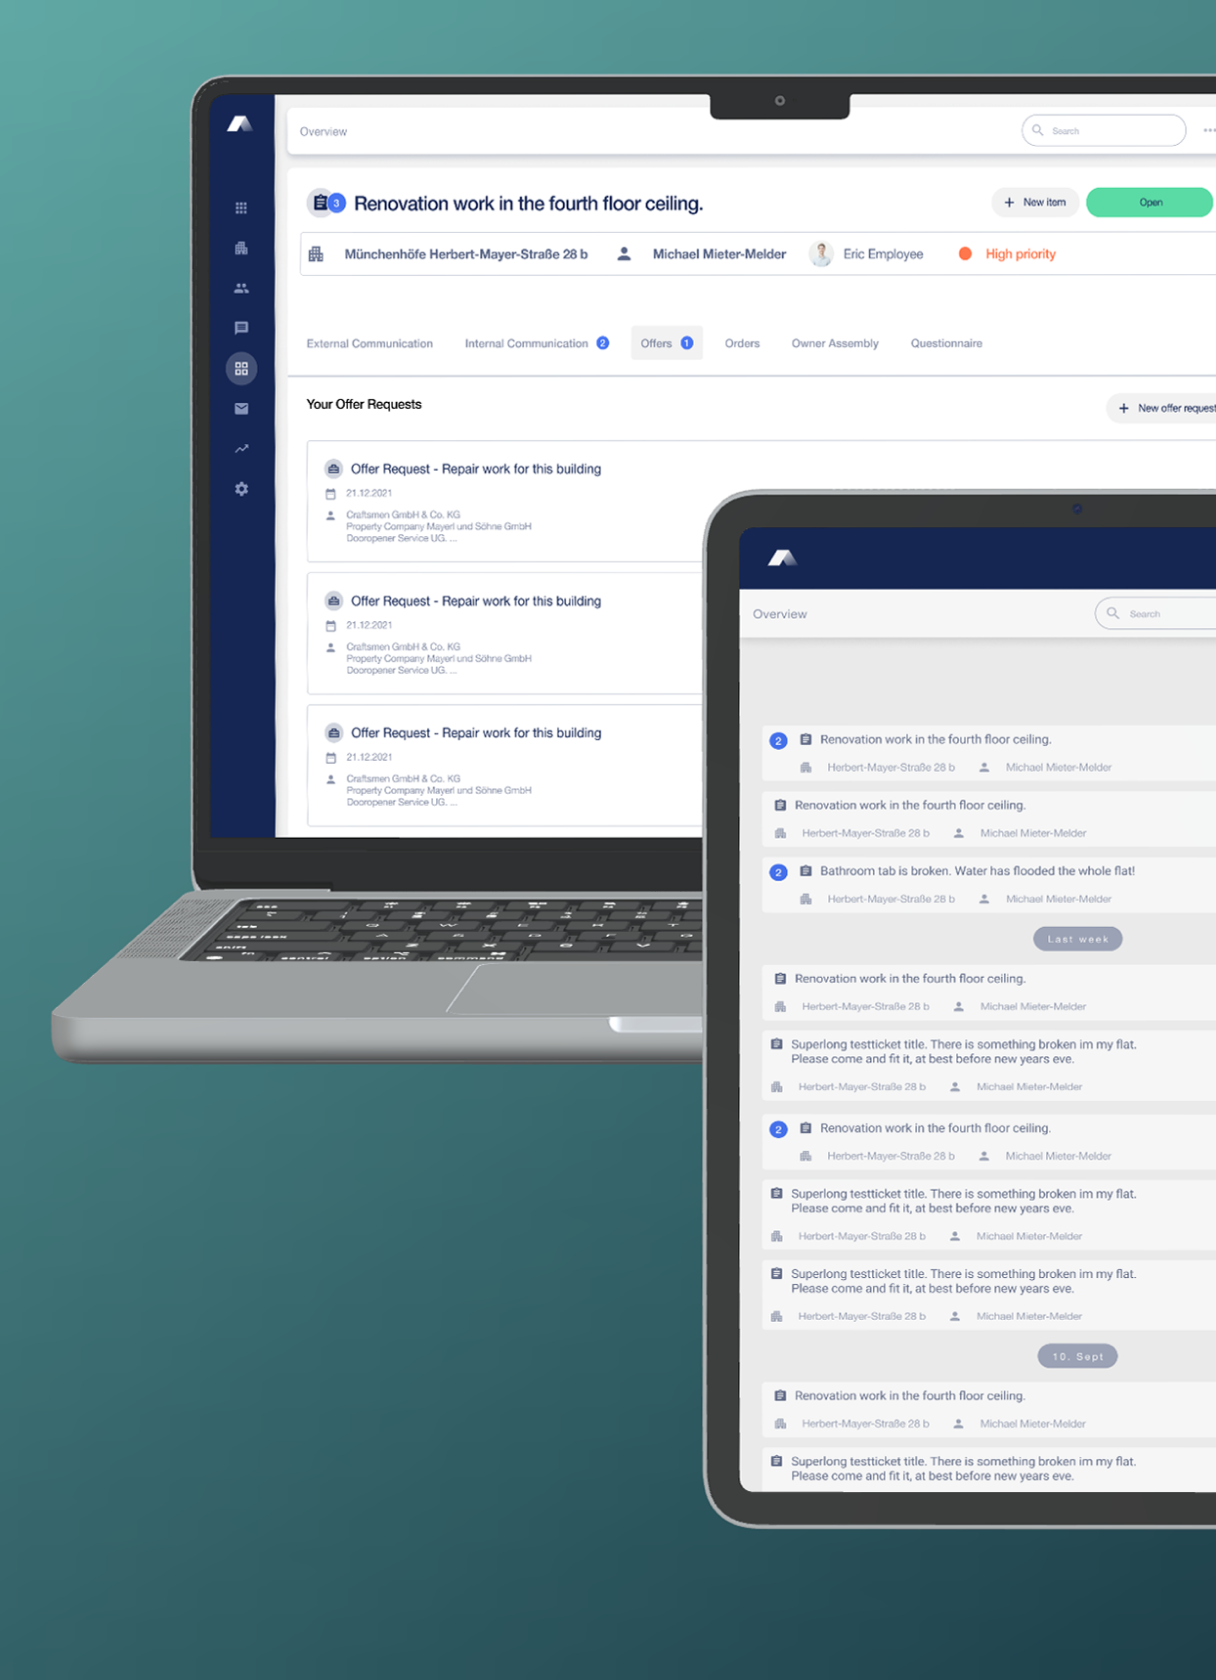 Overview
Search
3
Renovation work in the fourth floor ceiling.
+ New item
Open
Münchenhöfe Herbert-Mayer-Straße 28 b
Michael Mieter-Melder
Eric Employee
High priority
External Communication
Internal Communication 2
Offers 1
Orders
Owner Assembly
Questionnaire
Your Offer Requests
+ New offer request
Offer Request - Repair work for this building
21.12.2021
Craftsmen GmbH & Co. KG
Property Company Mayerl und Söhne GmbH
Dooropener Service UG. ...
Offer Request - Repair work for this building
21.12.2021
Craftsmen GmbH & Co. KG
Property Company Mayerl und Söhne GmbH
Dooropener Service UG. ...
Offer Request - Repair work for this building
21.12.2021
Craftsmen GmbH & Co. KG
Property Company Mayerl und Söhne GmbH
Dooropener Service UG. ...
fn control option command
Overview
Search
2 Renovation work in the fourth floor ceiling.
Herbert-Mayer-Straße 28 b Michael Mieter-Melder
Renovation work in the fourth floor ceiling.
Herbert-Mayer-Straße 28 b Michael Mieter-Melder
2 Bathroom tab is broken. Water has flooded the whole flat!
Herbert-Mayer-Straße 28 b Michael Mieter-Melder
Last week
Renovation work in the fourth floor ceiling.
Herbert-Mayer-Straße 28 b Michael Mieter-Melder
Superlong testticket title. There is something broken im my flat.
Please come and fit it, at best before new years eve.
Herbert-Mayer-Straße 28 b Michael Mieter-Melder
2 Renovation work in the fourth floor ceiling.
Herbert-Mayer-Straße 28 b Michael Mieter-Melder
Superlong testticket title. There is something broken im my flat.
Please come and fit it, at best before new years eve.
Herbert-Mayer-Straße 28 b Michael Mieter-Melder
Superlong testticket title. There is something broken im my flat.
Please come and fit it, at best before new years eve.
Herbert-Mayer-Straße 28 b Michael Mieter-Melder
10. Sept
Renovation work in the fourth floor ceiling.
Herbert-Mayer-Straße 28 b Michael Mieter-Melder
Superlong testticket title. There is something broken im my flat.
Please come and fit it, at best before new years eve.